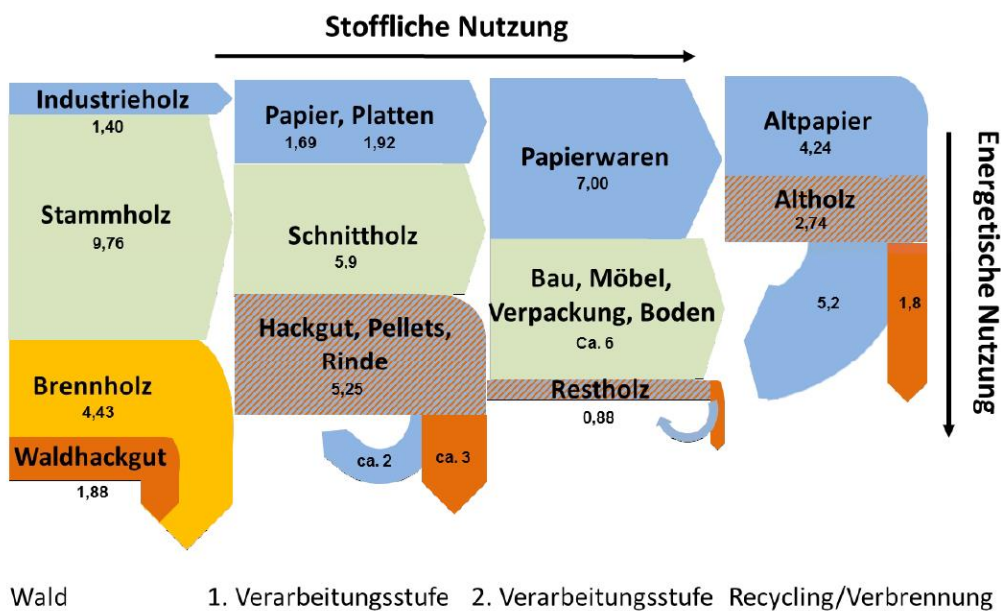 Stoffliche Nutzung
Industrieholz
1,40
Stammholz
9,76
Brennholz
4,43
Waldhackgut
1,88
Papier, Platten
1,69 1,92
Schnittholz
5.9
Hackgut, Pellets,
Rinde
5,25
ca. 2
ca. 3
Papierwaren
7,00
Bau, Möbel,
Verpackung, Boden
Ca. 6
Restholz
0,88
Altpapier
4,24
Altholz
2,74
5,2
1,8
Energetische Nutzung
Wald
1. Verarbeitungsstufe
2. Verarbeitungsstufe
Recycling/Verbrennung